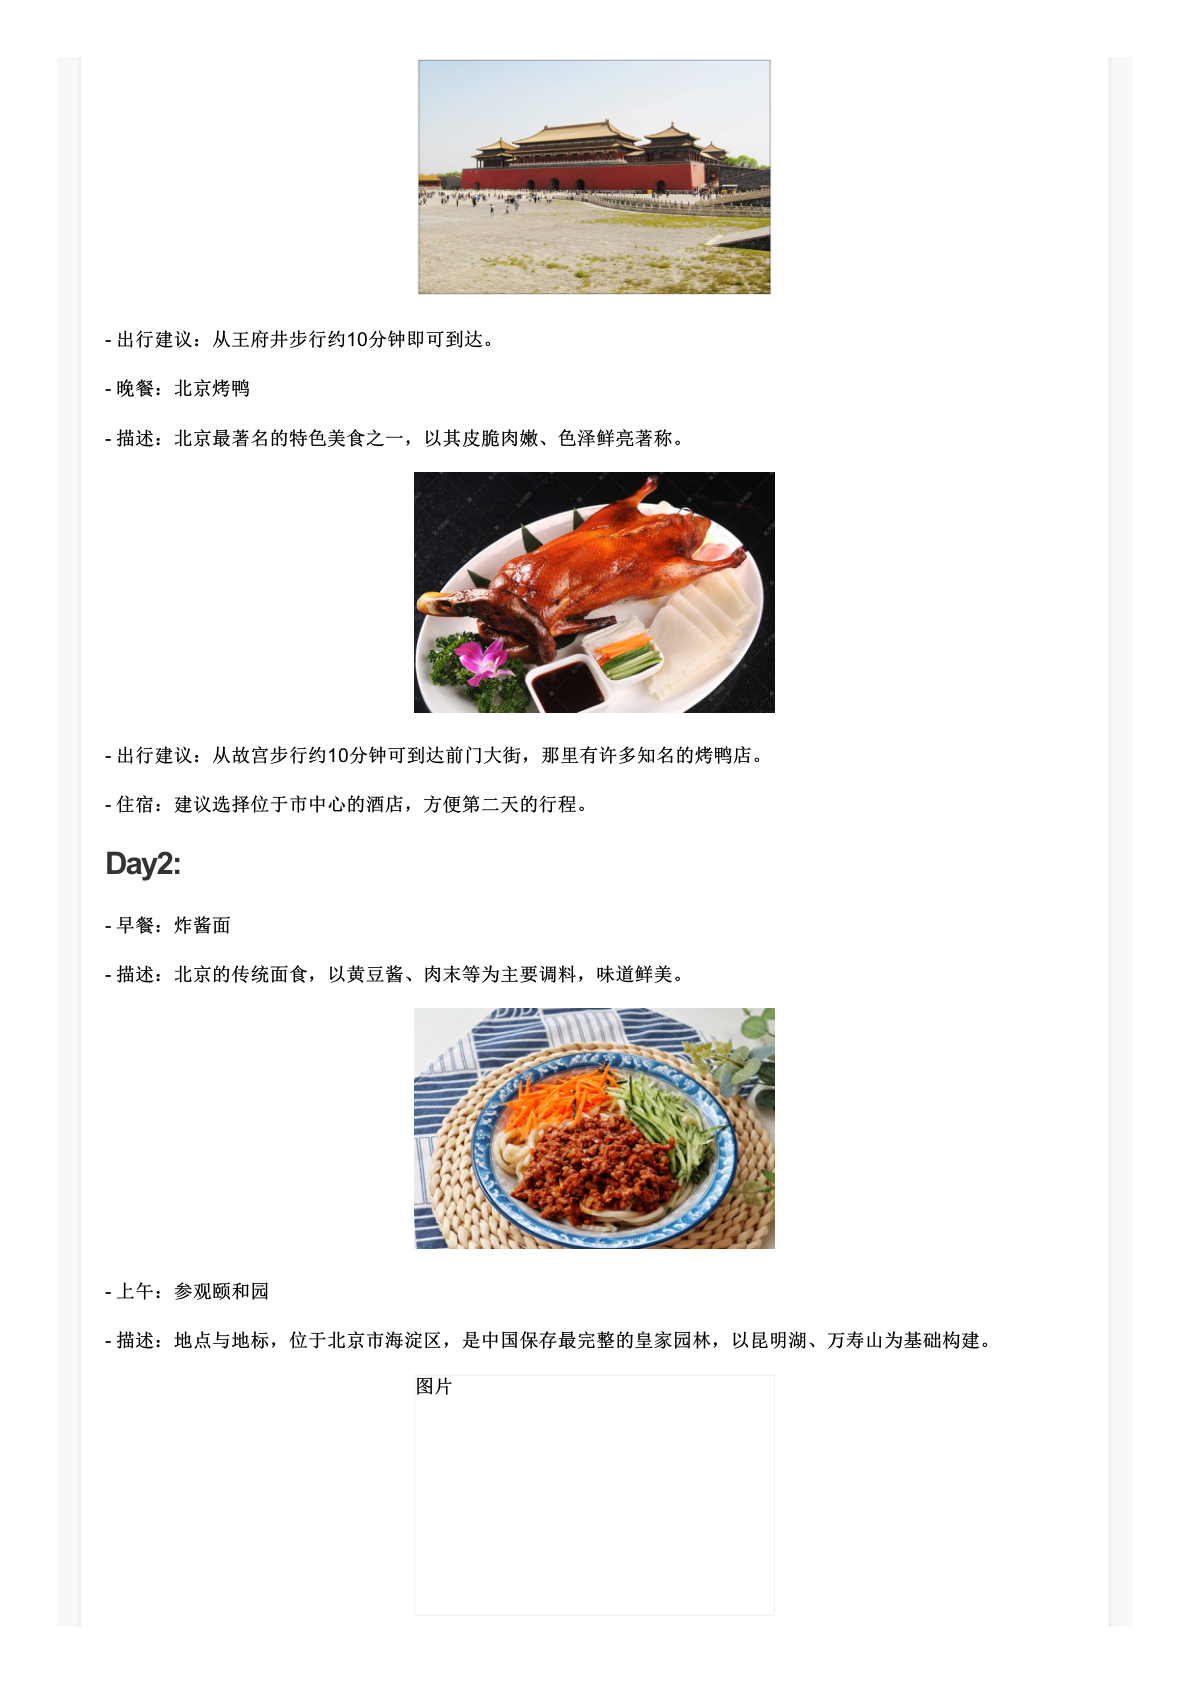 - 出行建议：从王府井步行约10分钟即可到达。
- 晚餐：北京烤鸭
- 描述：北京最著名的特色美食之一，以其皮脆肉嫩、色泽鲜亮著称。
- 出行建议：从故宫步行约10分钟可到达前门大街，那里有许多知名的烤鸭店。
- 住宿：建议选择位于市中心的酒店，方便第二天的行程。
Day2:
- 早餐：炸酱面
- 描述：北京的传统面食，以黄豆酱、肉末等为主要调料，味道鲜美。
- 上午：参观颐和园
- 描述：地点与地标，位于北京市海淀区，是中国保存最完整的皇家园林，以昆明湖、万寿山为基础构建。
图片